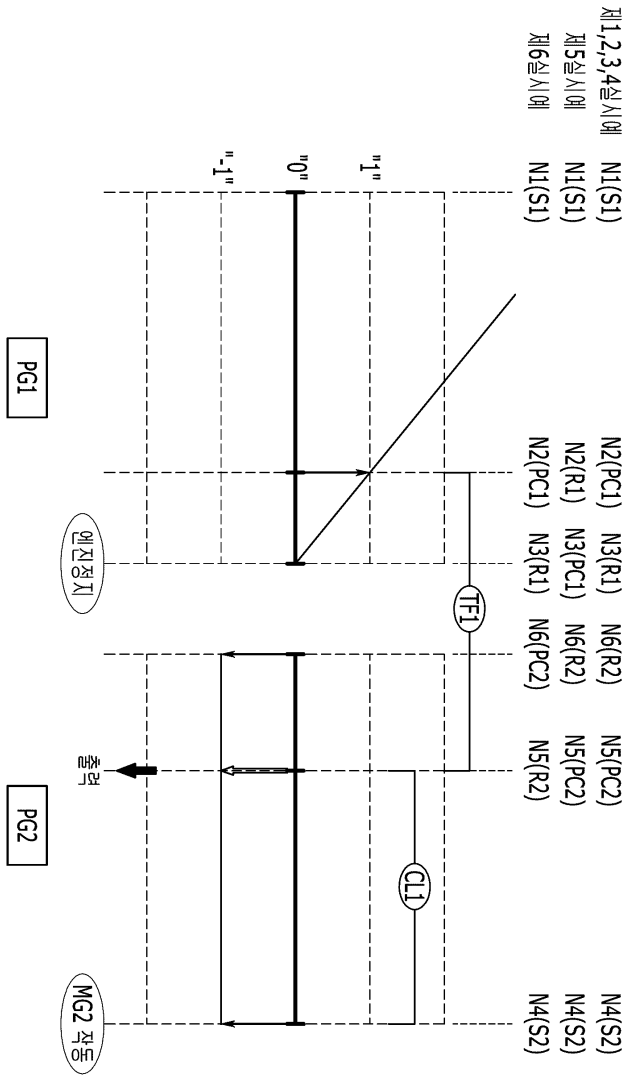 제1,2,3,4실시예 N1(S1) N2(PC1) N3(R1) N6(R2) N5(PC2) N4(S2)
제5실시예 N1(S1) N2(R1) N3(PC1) N6(R2) N5(PC2) N4(S2)
제6실시예 N1(S1) N2(PC1) N3(R1) N6(PC2) N5(R2) N4(S2)
TF1
CL1
"1"
"0"
"-1"
출력
엔진정지
MG2 작동
PG1
PG2